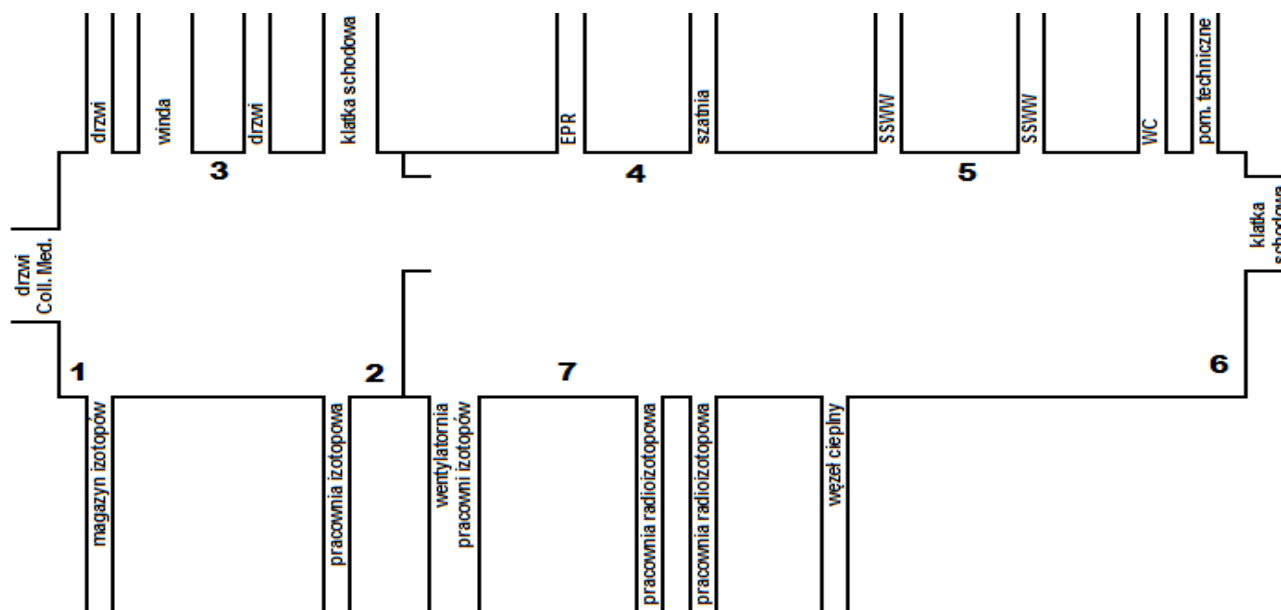 drzwi
winda
drzwi
klatka schodowa
EPR
szatnia
SSWW
SSWW
WC
pom. techniczne
3
4
5
drzwi
Coll. Med.
klatka
schodowa
1
2
7
6
magazyn izotopów
pracownia izotopowa
wentylatornia
pracowni izotopów
pracownia radioizotopowa
pracownia radioizotopowa
węzeł cieplny